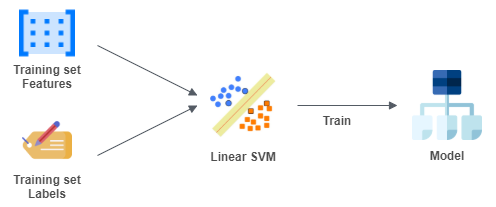 Training set
Features
Linear SVM
Train
Model
Training set
Labels